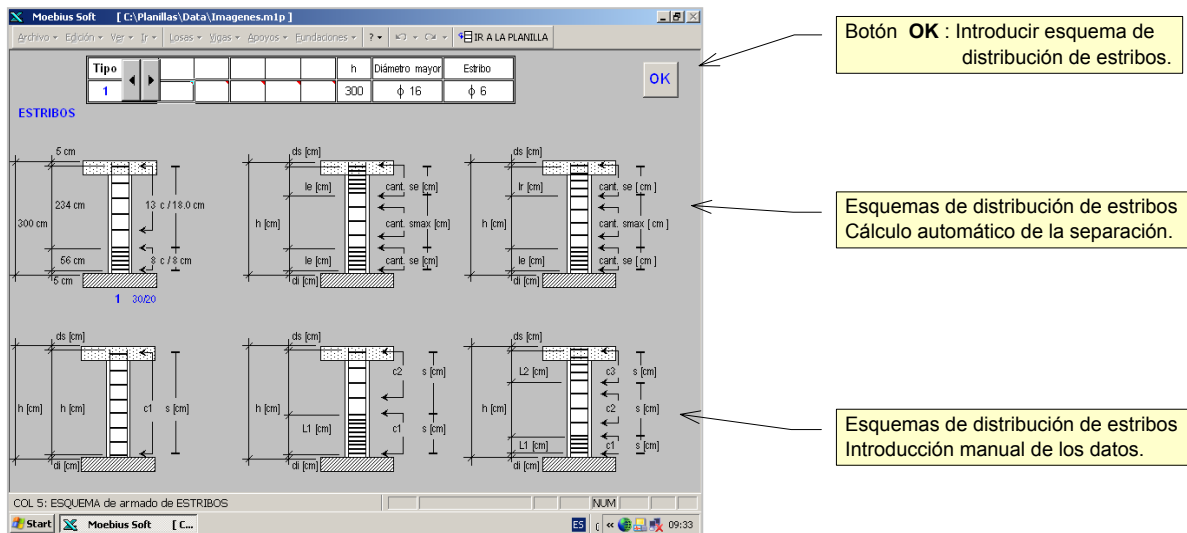 Moebius Soft [ C:\Planillas\Data\Imagenes.m1p ]
Archivo Edición Ver Ir Losas Vigas Apoyos Fundaciones ? IR A LA PLANILLA
Tipo h Diámetro mayor Estribo
1 300 ϕ 16 ϕ 6
OK
ESTRIBOS
5 cm
234 cm
13 c / 18.0 cm
300 cm
56 cm
8 c / 8 cm
5 cm
1 30/20
ds [cm]
le [cm]
cant. se [cm]
h [cm]
cant. smax [cm]
le [cm]
cant. se [cm]
di [cm]
ds [cm]
lr [cm]
cant. se [cm ]
h [cm]
cant. smax [cm ]
le [cm]
cant. se [cm ]
di [cm]
ds [cm]
h [cm]
h [cm]
c1
s [cm]
di [cm]
ds [cm]
c2
s [cm]
h [cm]
L1 [cm]
c1
s [cm]
di [cm]
ds [cm]
L2 [cm]
c3
s [cm]
h [cm]
c2
s [cm]
L1 [cm]
c1
s [cm]
di [cm]
COL 5: ESQUEMA de armado de ESTRIBOS
NUM
Start Moebius Soft [ C...
ES
09:33
Botón OK : Introducir esquema de
distribución de estribos.
Esquemas de distribución de estribos
Cálculo automático de la separación.
Esquemas de distribución de estribos
Introducción manual de los datos.